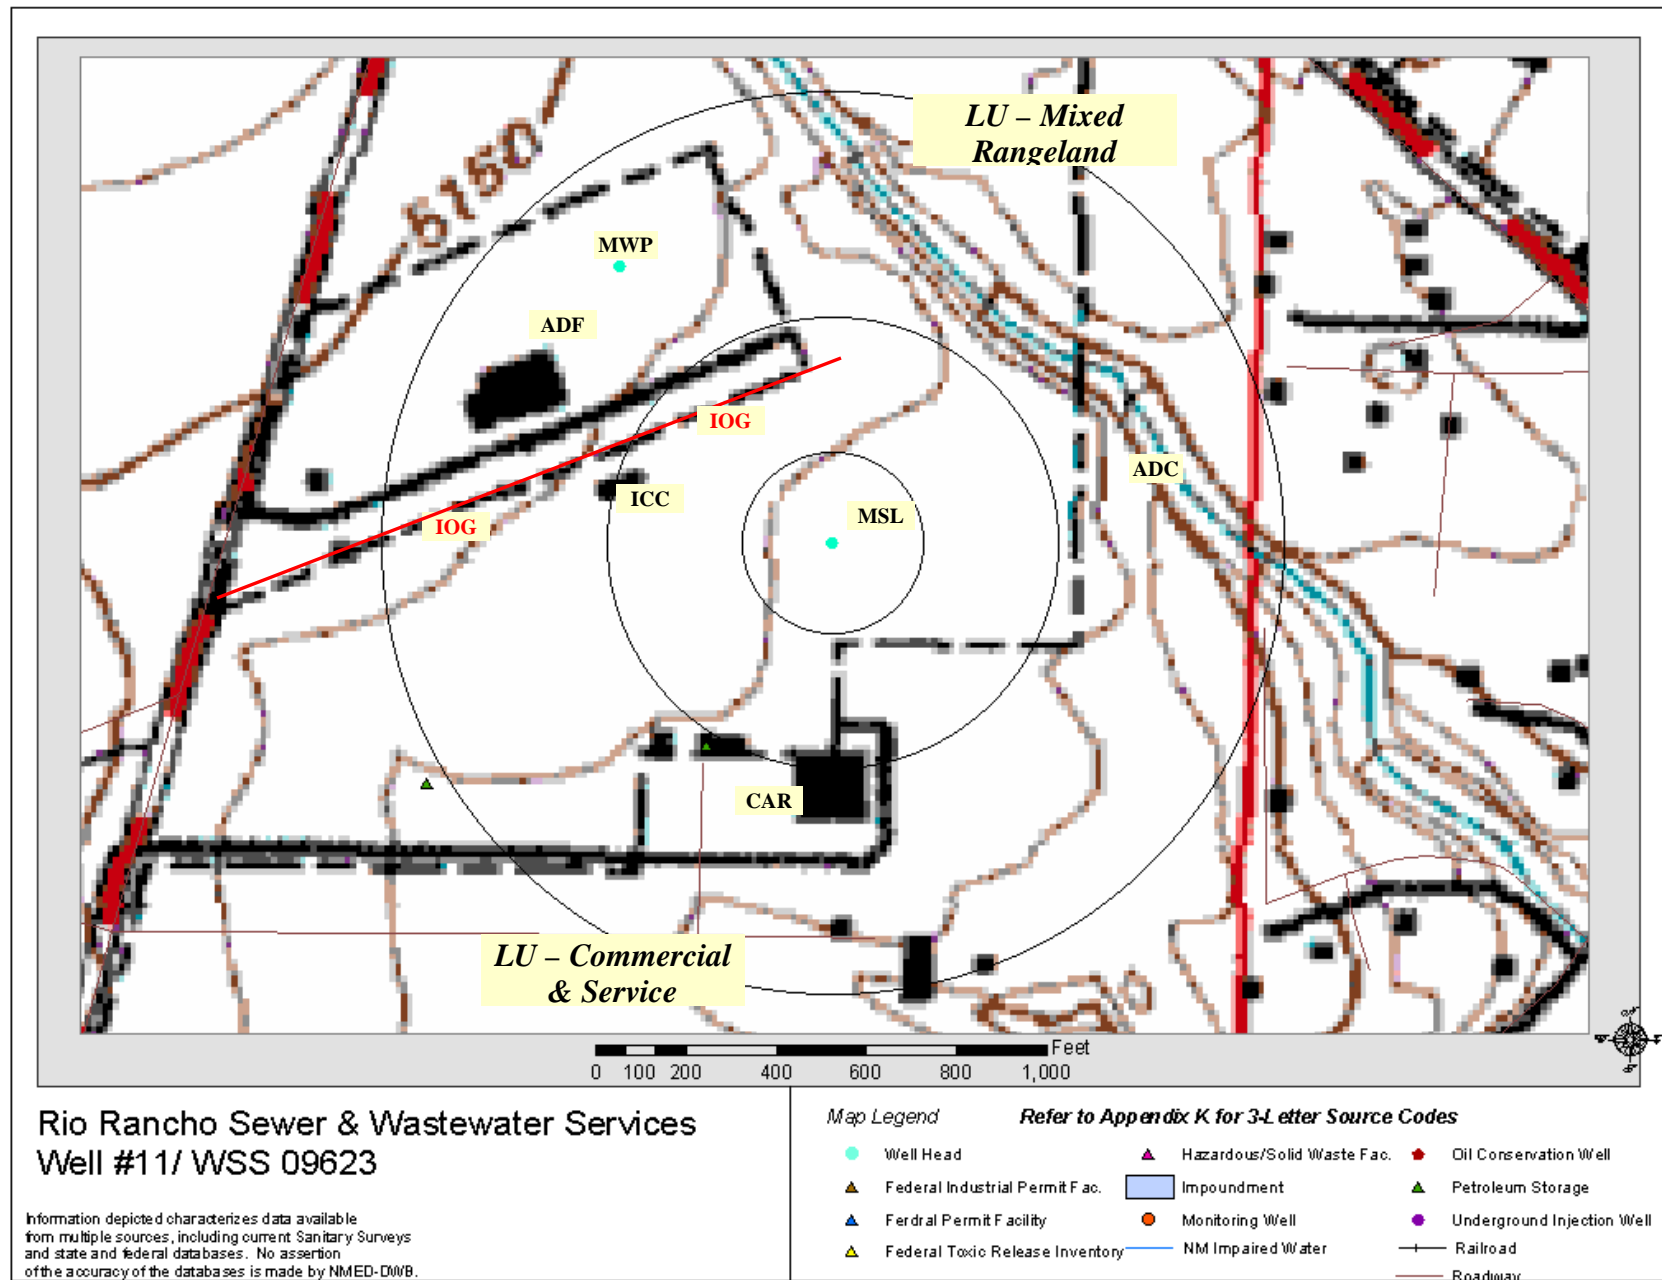 LU – Mixed
Rangeland
5150
MWP
ADF
IOG
ADC
ICC
MSL
IOG
CAR
LU – Commercial
& Service
Feet
0 100 200 400 600 800 1,000
Rio Rancho Sewer & Wastewater Services
Well #11/ WSS 09623
Information depicted characterizes data available
from multiple sources, including current Sanitary Surveys
and state and federal databases. No assertion
of the accuracy of the databases is made by NMED-DWB.
Map Legend Refer to Appendix K for 3-Letter Source Codes
Well Head Hazardous/Solid Waste Fac. Oil Conservation Well
Federal Industrial Permit Fac. Impoundment Petroleum Storage
Ferdral Permit Facility Monitoring Well Underground Injection Well
Federal Toxic Release Inventory NM Impaired Water Railroad
Roadway